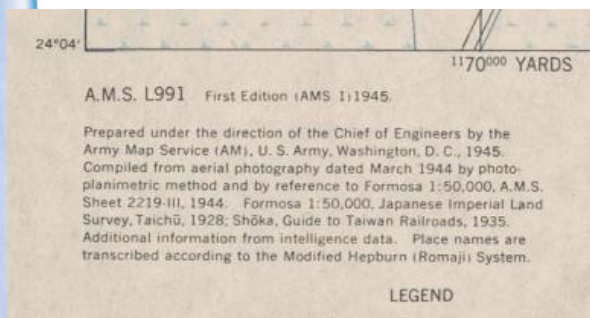 24°04'
1170000 YARDS
A.M.S. L991 First Edition (AMS 1) 1945.
Prepared under the direction of the Chief of Engineers by the
Army Map Service (AM), U. S. Army, Washington, D. C., 1945.
Compiled from aerial photography dated March 1944 by photo-
planimetric method and by reference to Formosa 1:50,000, A.M.S.
Sheet 2219-III, 1944. Formosa 1:50,000, Japanese Imperial Land
Survey, Taichū, 1928; Shōka, Guide to Taiwan Railroads, 1935.
Additional information from intelligence data. Place names are
transcribed according to the Modified Hepburn (Romaji) System.
LEGEND